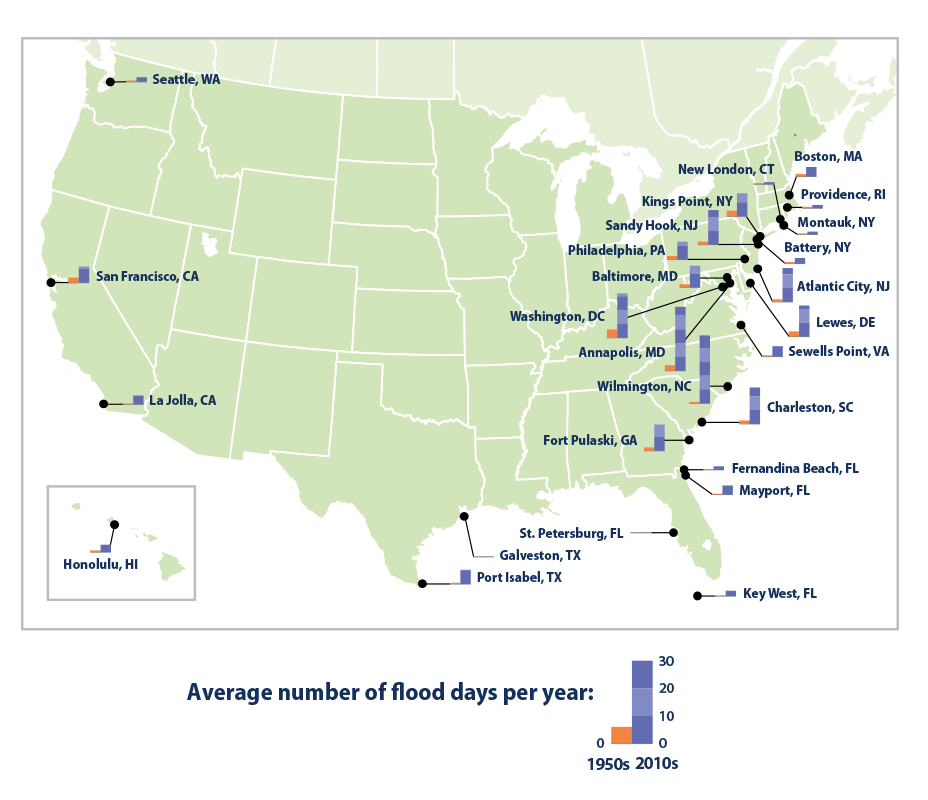 Seattle, WA
Boston, MA
New London, CT
Providence, RI
Kings Point, NY
Montauk, NY
Sandy Hook, NJ
Battery, NY
Philadelphia, PA
San Francisco, CA
Baltimore, MD
Atlantic City, NJ
Washington, DC
Lewes, DE
Annapolis, MD
Sewells Point, VA
Wilmington, NC
La Jolla, CA
Charleston, SC
Fort Pulaski, GA
Fernandina Beach, FL
Mayport, FL
St. Petersburg, FL
Galveston, TX
Honolulu, HI
Port Isabel, TX
Key West, FL
Average number of flood days per year:
30
20
10
0
0
1950s 2010s